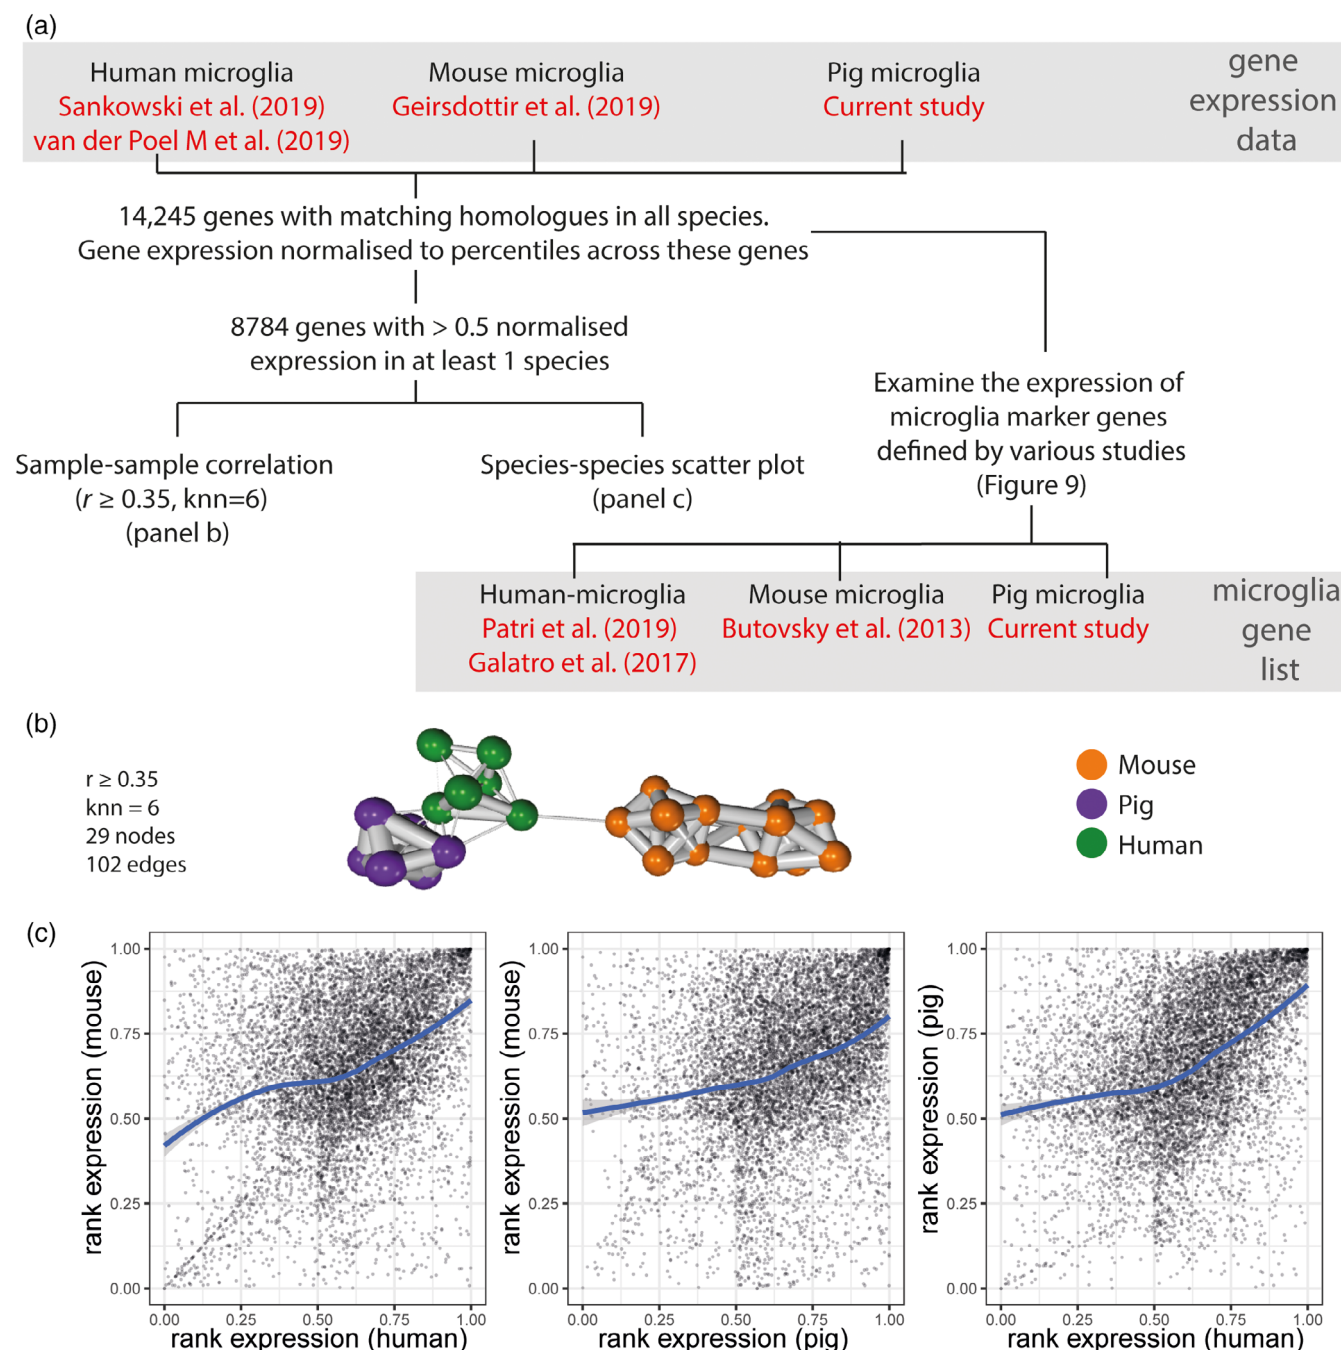 (a)
Human microglia
Sankowski et al. (2019)
van der Poel M et al. (2019)
Mouse microglia
Geirsdottir et al. (2019)
Pig microglia
Current study
gene
expression
data
14,245 genes with matching homologues in all species.
Gene expression normalised to percentiles across these genes
8784 genes with > 0.5 normalised
expression in at least 1 species
Sample-sample correlation
(r ≥ 0.35, knn=6)
(panel b)
Species-species scatter plot
(panel c)
Examine the expression of
microglia marker genes
defined by various studies
(Figure 9)
Human-microglia
Patri et al. (2019)
Galatro et al. (2017)
Mouse microglia
Butovsky et al. (2013)
Pig microglia
Current study
microglia
gene
list
(b)
r ≥ 0.35
knn = 6
29 nodes
102 edges
Mouse
Pig
Human
(c)
rank expression (mouse)
1.00
0.75
0.50
0.25
0.00
0.00 0.25 0.50 0.75 1.00
rank expression (human)
rank expression (mouse)
1.00
0.75
0.50
0.25
0.00
0.00 0.25 0.50 0.75 1.00
rank expression (pig)
rank expression (pig)
1.00
0.75
0.50
0.25
0.00
0.00 0.25 0.50 0.75 1.00
rank expression (human)